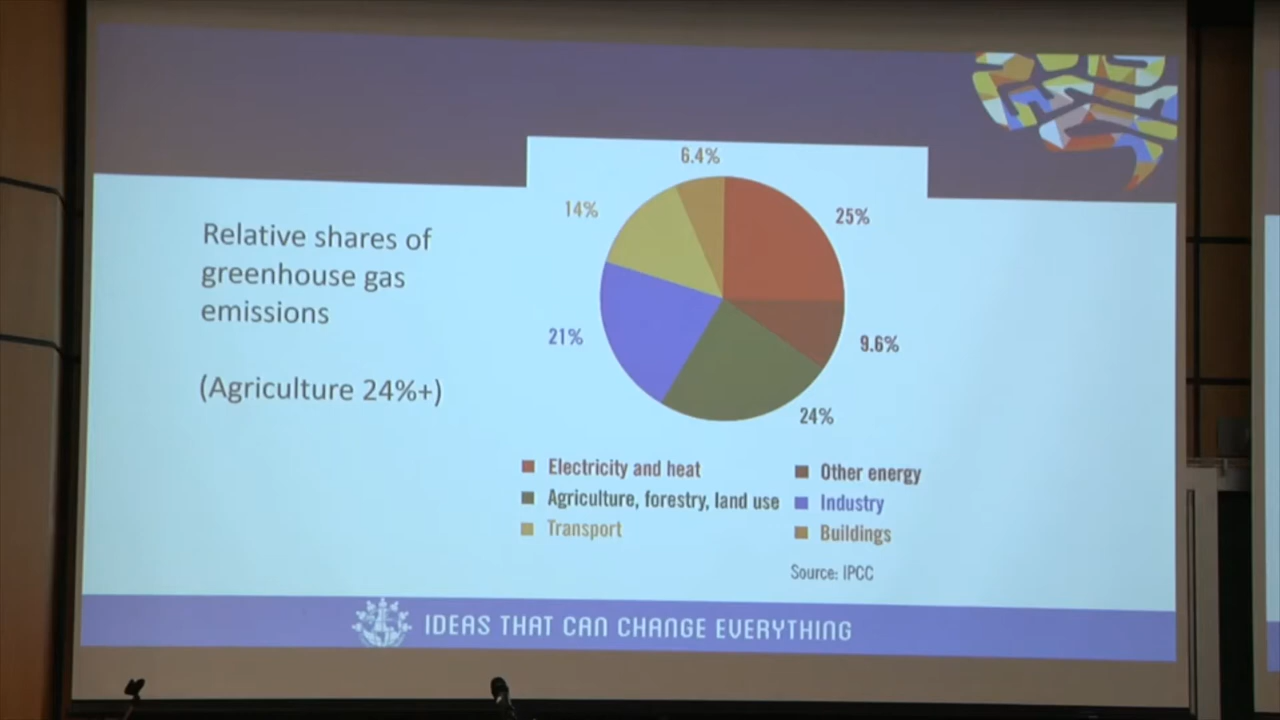 Relative shares of
greenhouse gas
emissions
(Agriculture 24%+)
6.4%
14%
25%
21%
9.6%
24%
Electricity and heat
Other energy
Agriculture, forestry, land use
Industry
Transport
Buildings
Source: IPCC
IDEAS THAT CAN CHANGE EVERYTHING